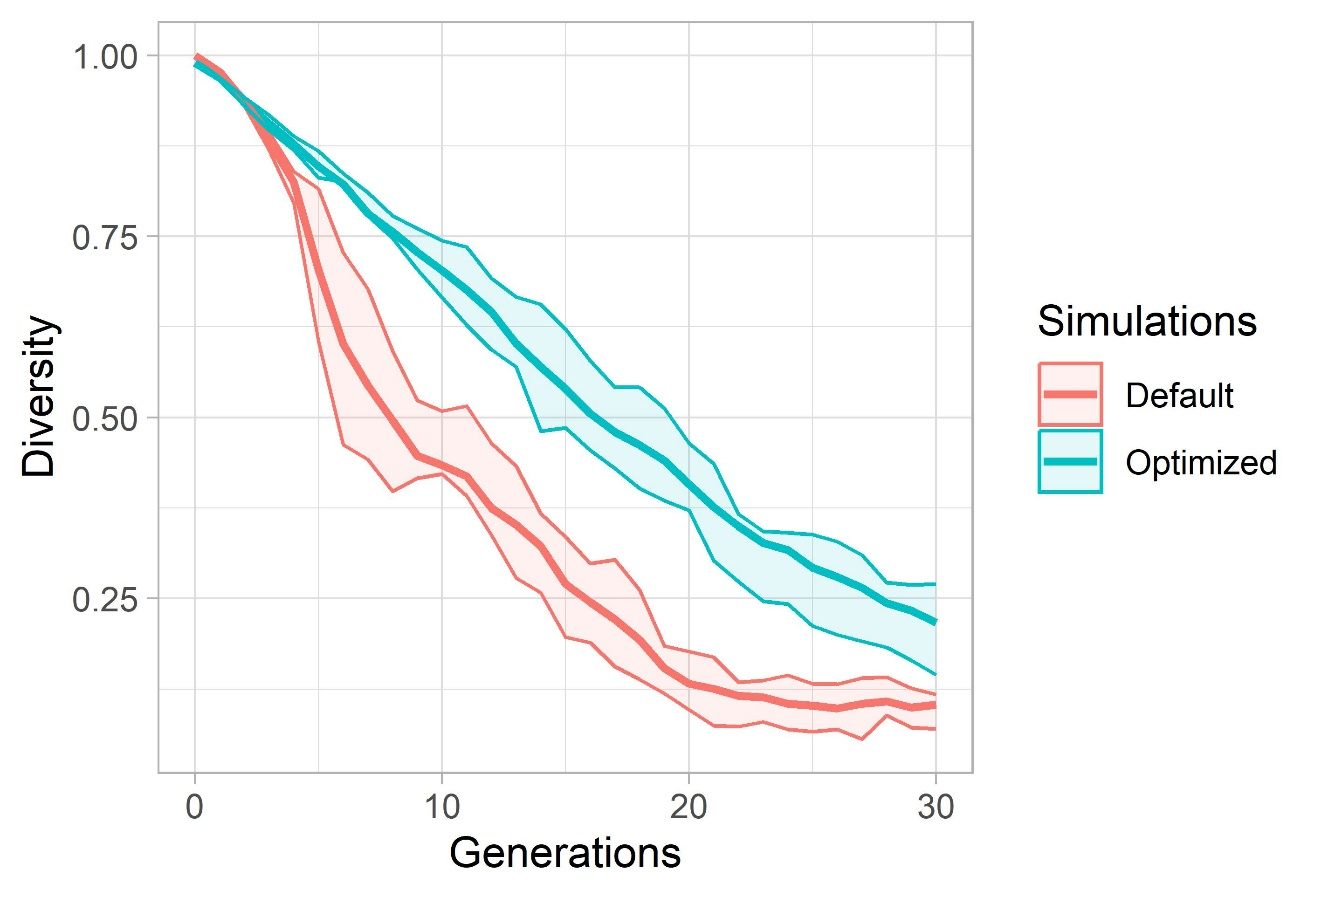 1.00
0.75
0.50
0.25
Diversity
0 10 20 30
Generations
Simulations
Default
Optimized